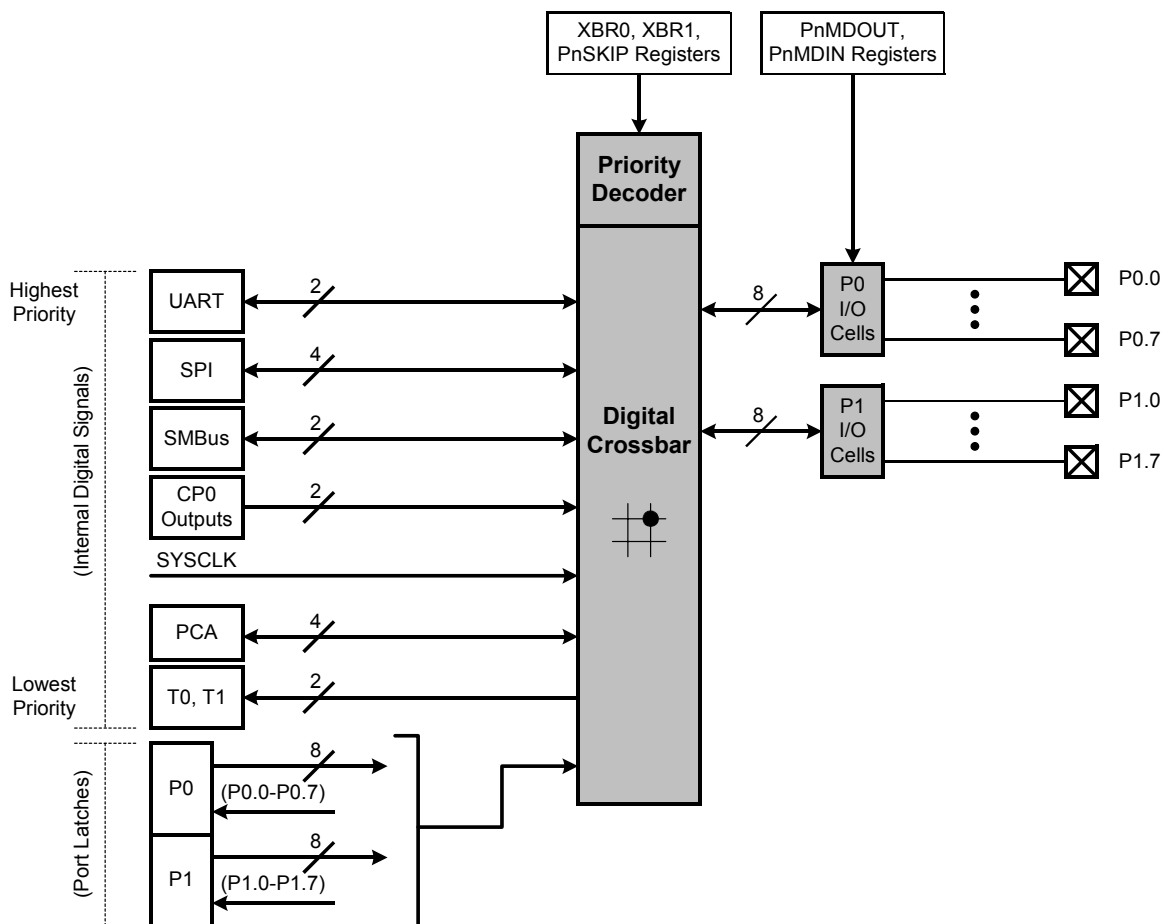 XBR0, XBR1,
PnSKIP Registers
PnMDOUT,
PnMDIN Registers
Priority
Decoder
Highest
Priority
(Internal Digital Signals)
UART
2
SPI
4
SMBus
2
CP0
Outputs
2
SYSCLK
PCA
4
Lowest
Priority
T0, T1
2
Digital
Crossbar
8
P0
I/O
Cells
P0.0
P0.7
8
P1
I/O
Cells
P1.0
P1.7
(Port Latches)
P0
8
(P0.0-P0.7)
P1
8
(P1.0-P1.7)